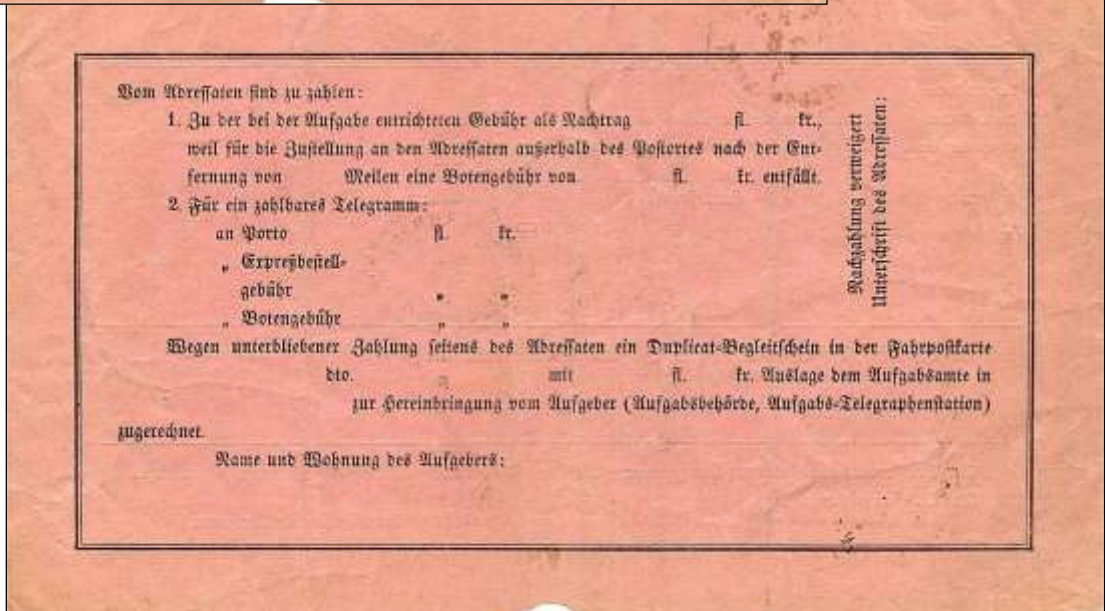 Vom Adressaten sind zu zahlen:
1. Zu der bei der Aufgabe entrichteten Gebühr als Nachtrag fl. kr.,
weil für die Zustellung an den Adressaten außerhalb des Postortes nach der Ent-
fernung von Meilen eine Botengebühr von fl. kr. entfällt.
2. Für ein zahlbares Telegramm:
an Porto fl. kr.
„ Expreßbestell-
gebühr „ „
„ Botengebühr „ „
Nachzahlung verweigert
Unterschrift des Adressaten:
Wegen unterbliebener Zahlung seitens des Adressaten ein Duplicat-Begleitschein in der Fahrpostkarte
dto. mit fl. kr. Auslage dem Aufgabsamte in
zur Hereinbringung vom Aufgeber (Aufgabsbehörde, Aufgabs-Telegraphenstation)
zugerechnet.
Name und Wohnung des Aufgebers: